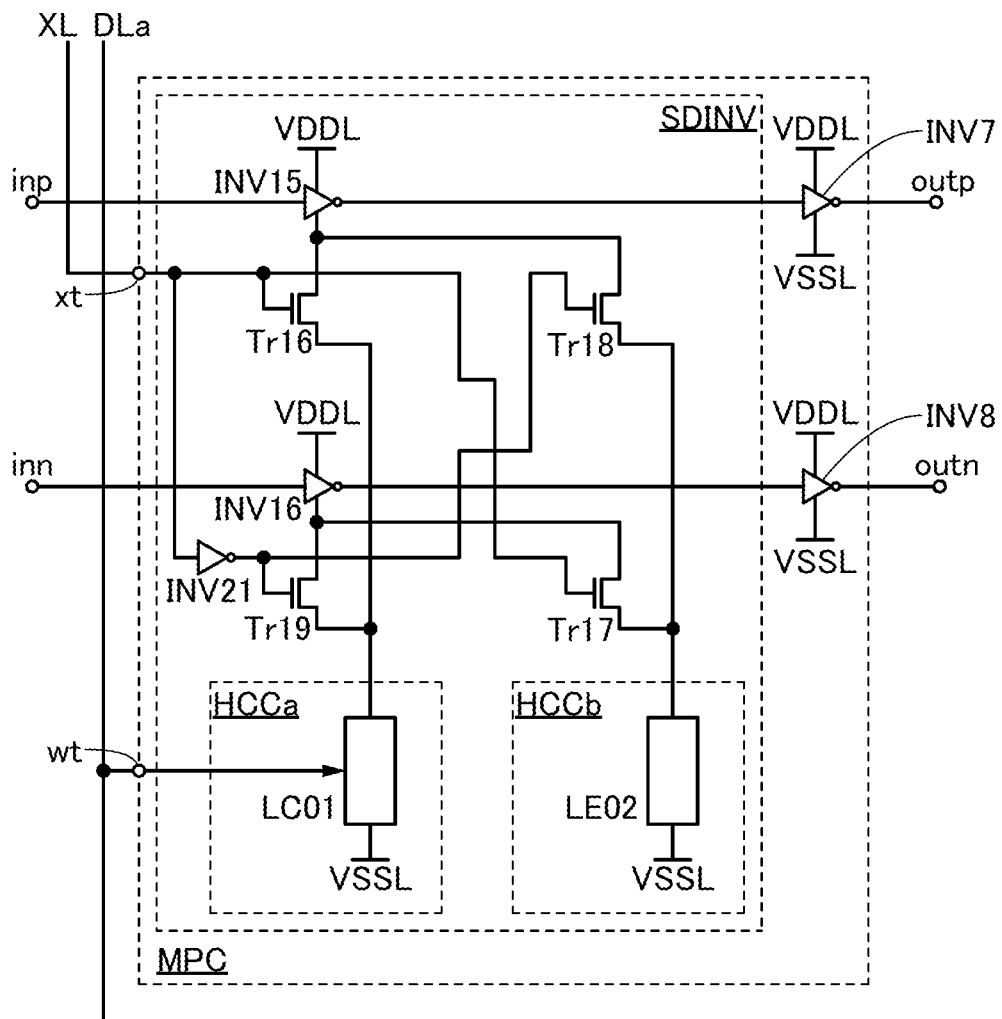 XL DLa
SDINV
VDDL
VDDL
INV7
INV15
inp
outp
VSSL
xt
Tr16
Tr18
VDDL
VDDL
INV8
inn
outn
INV16
VSSL
INV21
Tr19
Tr17
HCCa
HCCb
wt
LC01
LE02
VSSL
VSSL
MPC